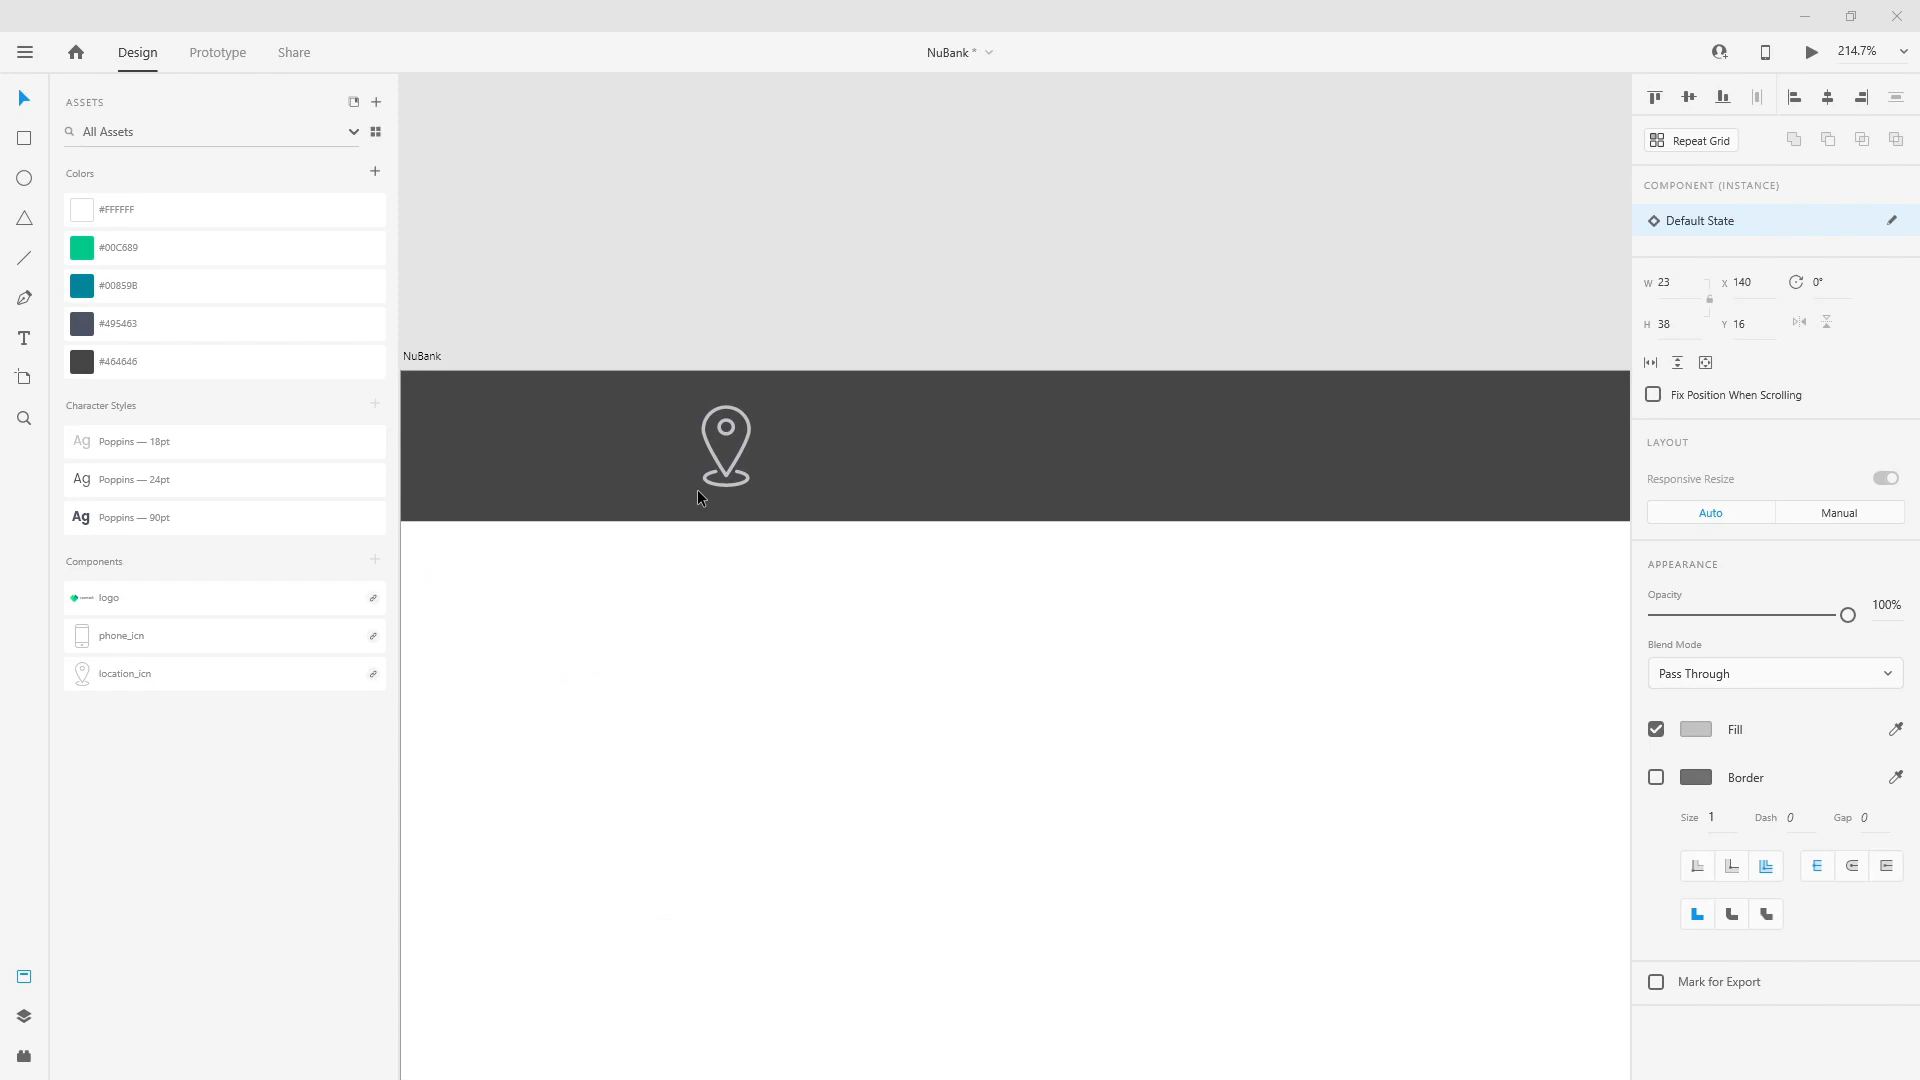 Design
Prototype
Share
NuBank *
214.7%
ASSETS
All Assets
Colors
#FFFFFF
#00C689
#00859B
#495463
#464646
Character Styles
Ag Poppins — 18pt
Ag Poppins — 24pt
Ag Poppins — 90pt
Components
logo
phone_icn
location_icn
NuBank
Repeat Grid
COMPONENT (INSTANCE)
Default State
W 23
X 140
0°
H 38
Y 16
Fix Position When Scrolling
LAYOUT
Responsive Resize
Auto
Manual
APPEARANCE
Opacity
100%
Blend Mode
Pass Through
Fill
Border
Size 1
Dash 0
Gap 0
Mark for Export